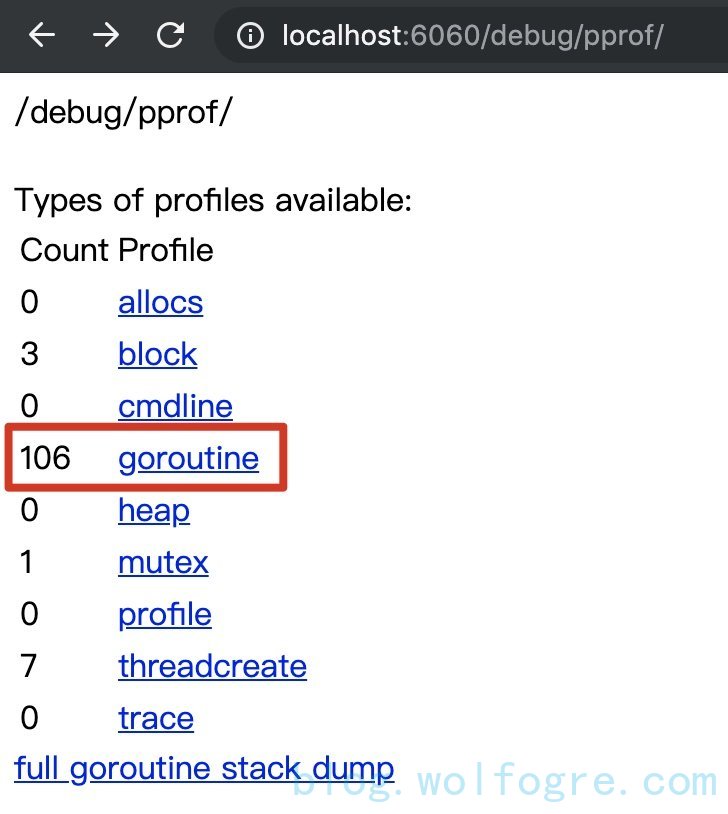 localhost:6060/debug/pprof/
/debug/pprof/
Types of profiles available:
Count Profile
0 allocs
3 block
0 cmdline
106 goroutine
0 heap
1 mutex
0 profile
7 threadcreate
0 trace
full goroutine stack dump
blog.wolfogre.com